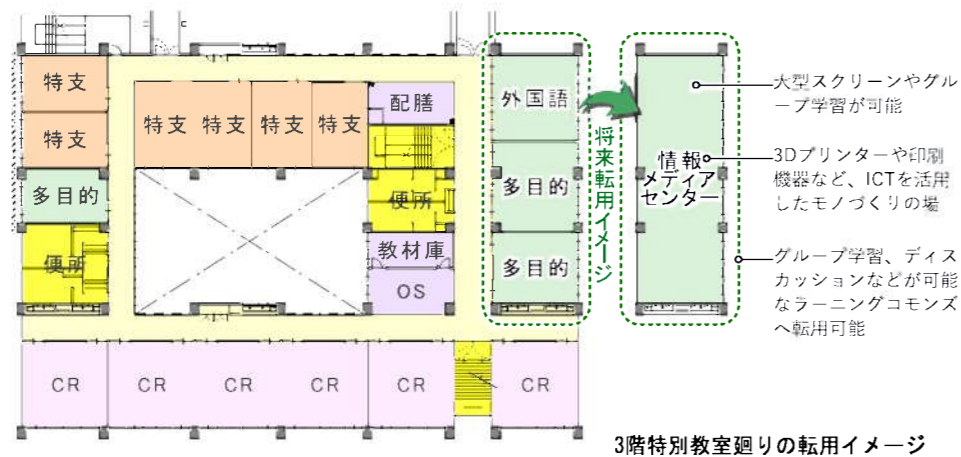 特支
特支
多目的
便所
特支 特支 特支 特支
配膳
便所
教材庫
OS
外国語
多目的
多目的
将来転用イメージ
情報
メディア
センター
大型スクリーンやグル
ープ学習が可能
3Dプリンターや印刷
機器など、ICTを活用
したモノづくりの場
グループ学習、ディス
カッションなどが可能
なラーニングコモンズ
へ転用可能
CR CR CR CR CR CR
3階特別教室廻りの転用イメージ